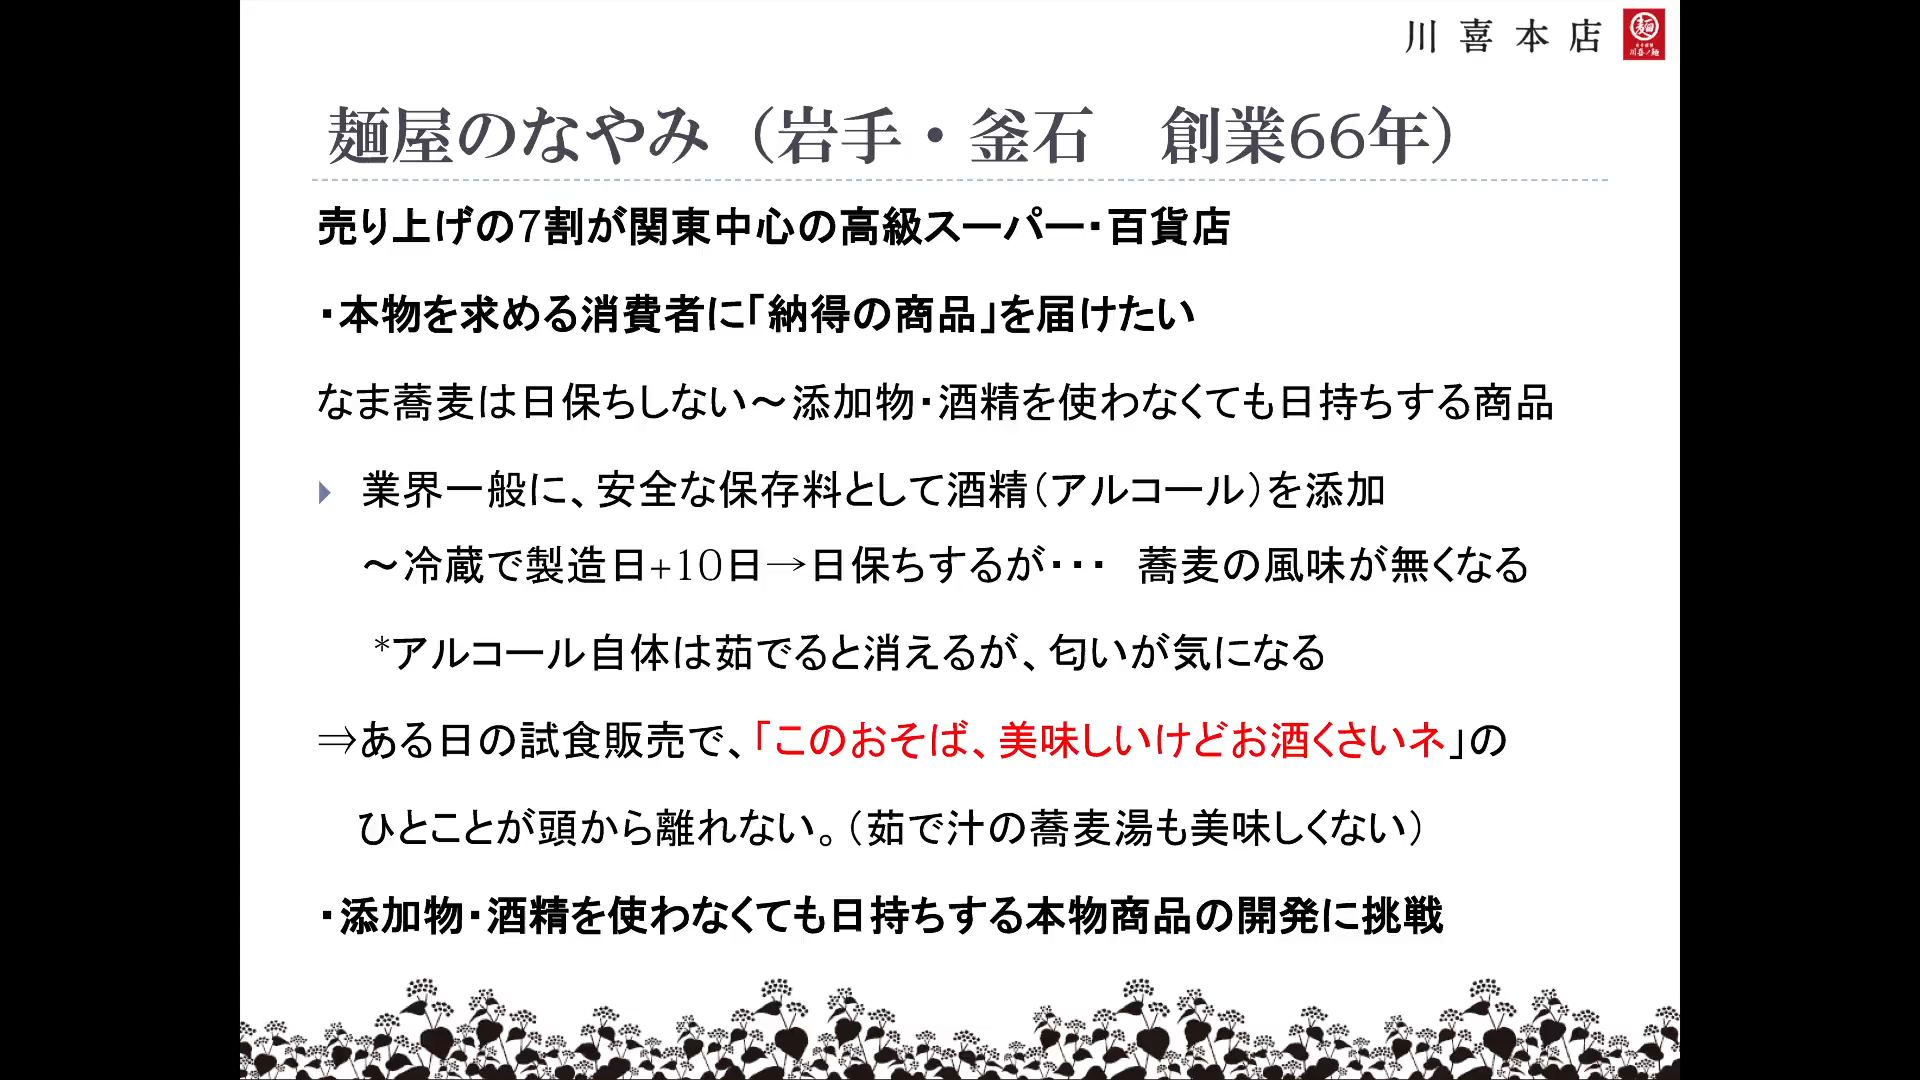 川喜本店
麺屋のなやみ（岩手・釜石　創業66年）
売り上げの7割が関東中心の高級スーパー・百貨店
・本物を求める消費者に「納得の商品」を届けたい
なま蕎麦は日保ちしない～添加物・酒精を使わなくても日持ちする商品
業界一般に、安全な保存料として酒精（アルコール）を添加
～冷蔵で製造日+10日→日保ちするが・・・　蕎麦の風味が無くなる
*アルコール自体は茹でると消えるが、匂いが気になる
⇒ある日の試食販売で、「このおそば、美味しいけどお酒くさいネ」の
ひとことが頭から離れない。（茹で汁の蕎麦湯も美味しくない）
・添加物・酒精を使わなくても日持ちする本物商品の開発に挑戦